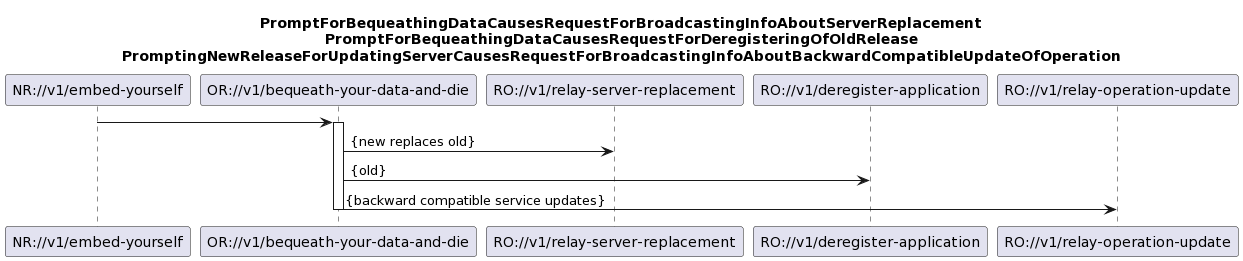 PromptForBequeathingDataCausesRequestForBroadcastingInfoAboutServerReplacement
PromptForBequeathingDataCausesRequestForDeregisteringOfOldRelease
PromptingNewReleaseForUpdatingServerCausesRequestForBroadcastingInfoAboutBackwardCompatibleUpdateOfOperation
NR://v1/embed-yourself OR://v1/bequeath-your-data-and-die RO://v1/relay-server-replacement RO://v1/deregister-application RO://v1/relay-operation-update
{new replaces old}
{old}
{backward compatible service updates}
NR://v1/embed-yourself OR://v1/bequeath-your-data-and-die RO://v1/relay-server-replacement RO://v1/deregister-application RO://v1/relay-operation-update